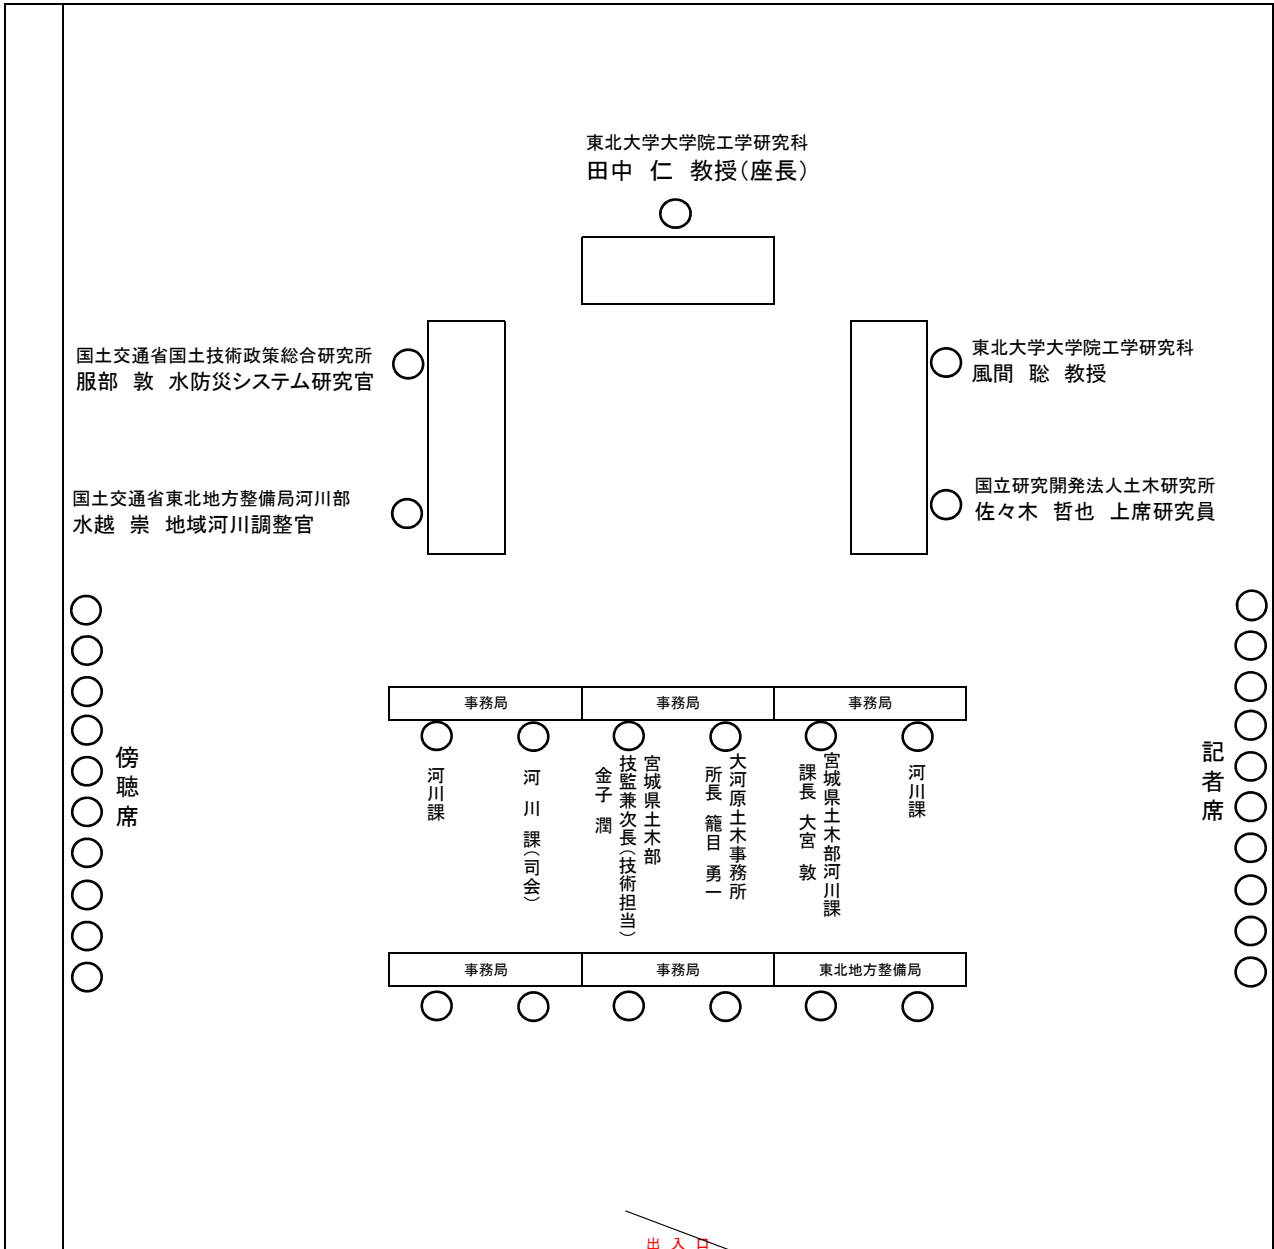 東北大学大学院工学研究科
田中 仁 教授(座長)
国土交通省国土技術政策総合研究所
服部 敦 水防災システム研究官
東北大学大学院工学研究科
風間 聡 教授
国土交通省東北地方整備局河川部
水越 崇 地域河川調整官
国立研究開発法人土木研究所
佐々木 哲也 上席研究員
傍聴席
記者席
事務局
事務局
事務局
河川課
河川課(司会)
宮城県土木部
技監兼次長(技術担当)
金子 潤
大河原土木事務所
所長 籠目 勇一
宮城県土木部河川課
課長 大宮 敦
河川課
事務局
事務局
東北地方整備局
出入口